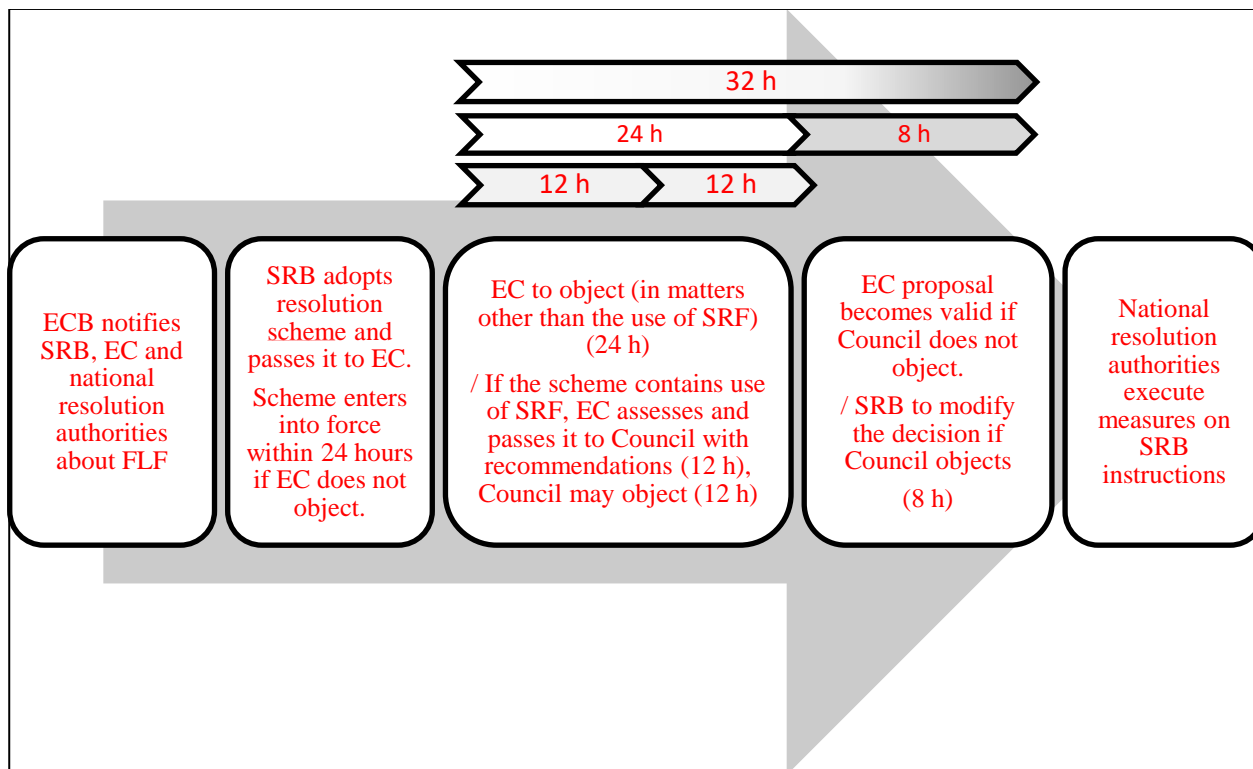 32 h
24 h
8 h
12 h
12 h
ECB notifies
SRB, EC and
national
resolution
authorities
about FLF
SRB adopts
resolution
scheme and
passes it to EC.
Scheme enters
into force
within 24 hours
if EC does not
object.
EC to object (in matters
other than the use of SRF)
(24 h)
/ If the scheme contains use
of SRF, EC assesses and
passes it to Council with
recommendations (12 h),
Council may object (12 h)
EC proposal
becomes valid if
Council does not
object.
/ SRB to modify
the decision if
Council objects
(8 h)
National
resolution
authorities
execute
measures on
SRB
instructions